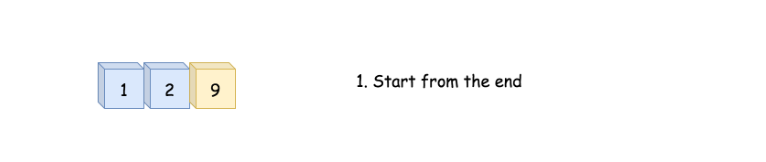 1 2 9
1. Start from the end